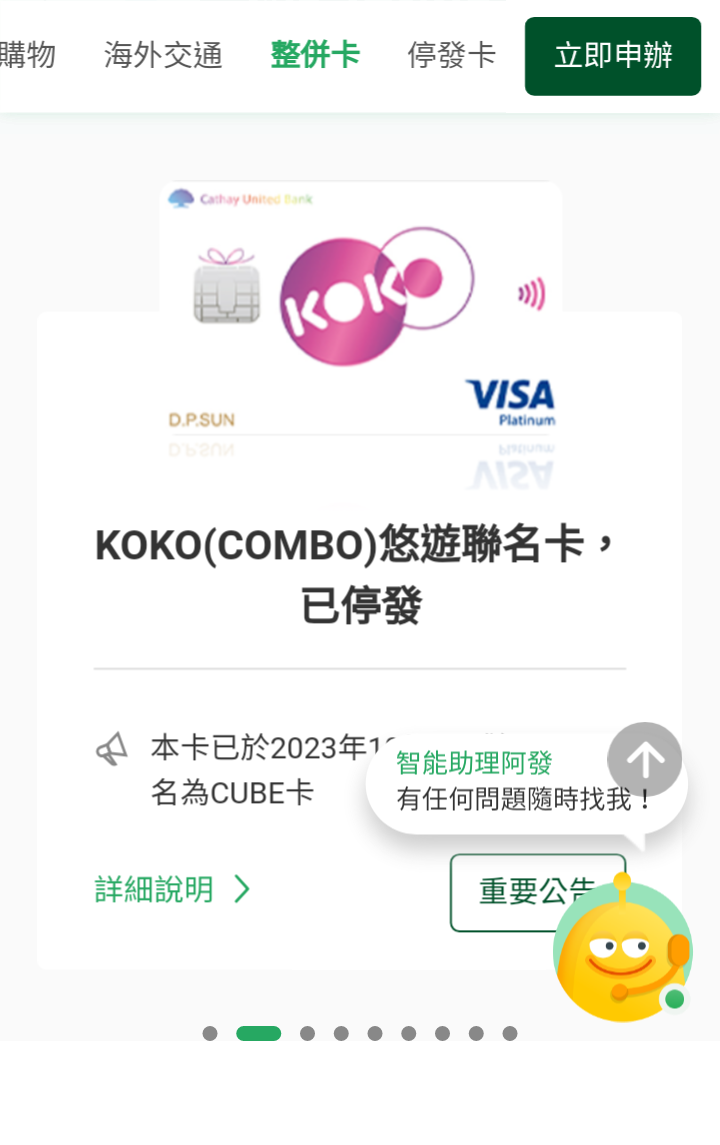 購物 海外交通 整併卡 停發卡 立即申辦
Cathay United Bank
KOKO
VISA
Platinum
D.P.SUN
KOKO(COMBO)悠遊聯名卡，
已停發
本卡已於2023年
名為CUBE卡
智能助理阿發
有任何問題隨時找我！
詳細說明
重要公告